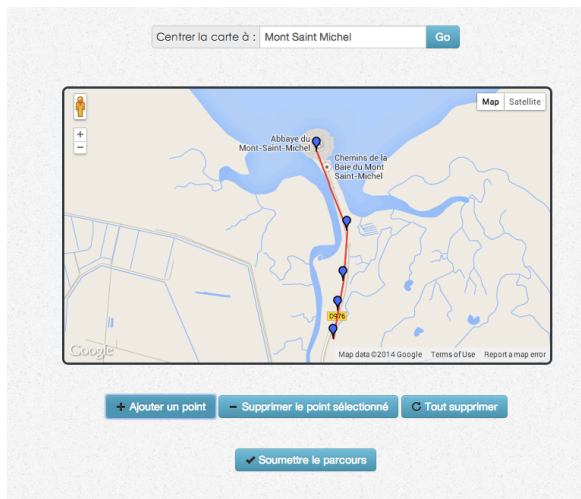 Centrer la carte à : Mont Saint Michel Go
Map Satellite
+
−
Abbaye du
Mont-Saint-Michel
Chemins de la
Baie du Mont
Saint-Michel
D976
Google Map data ©2014 Google Terms of Use Report a map error
+ Ajouter un point − Supprimer le point sélectionné Tout supprimer
Soumettre le parcours